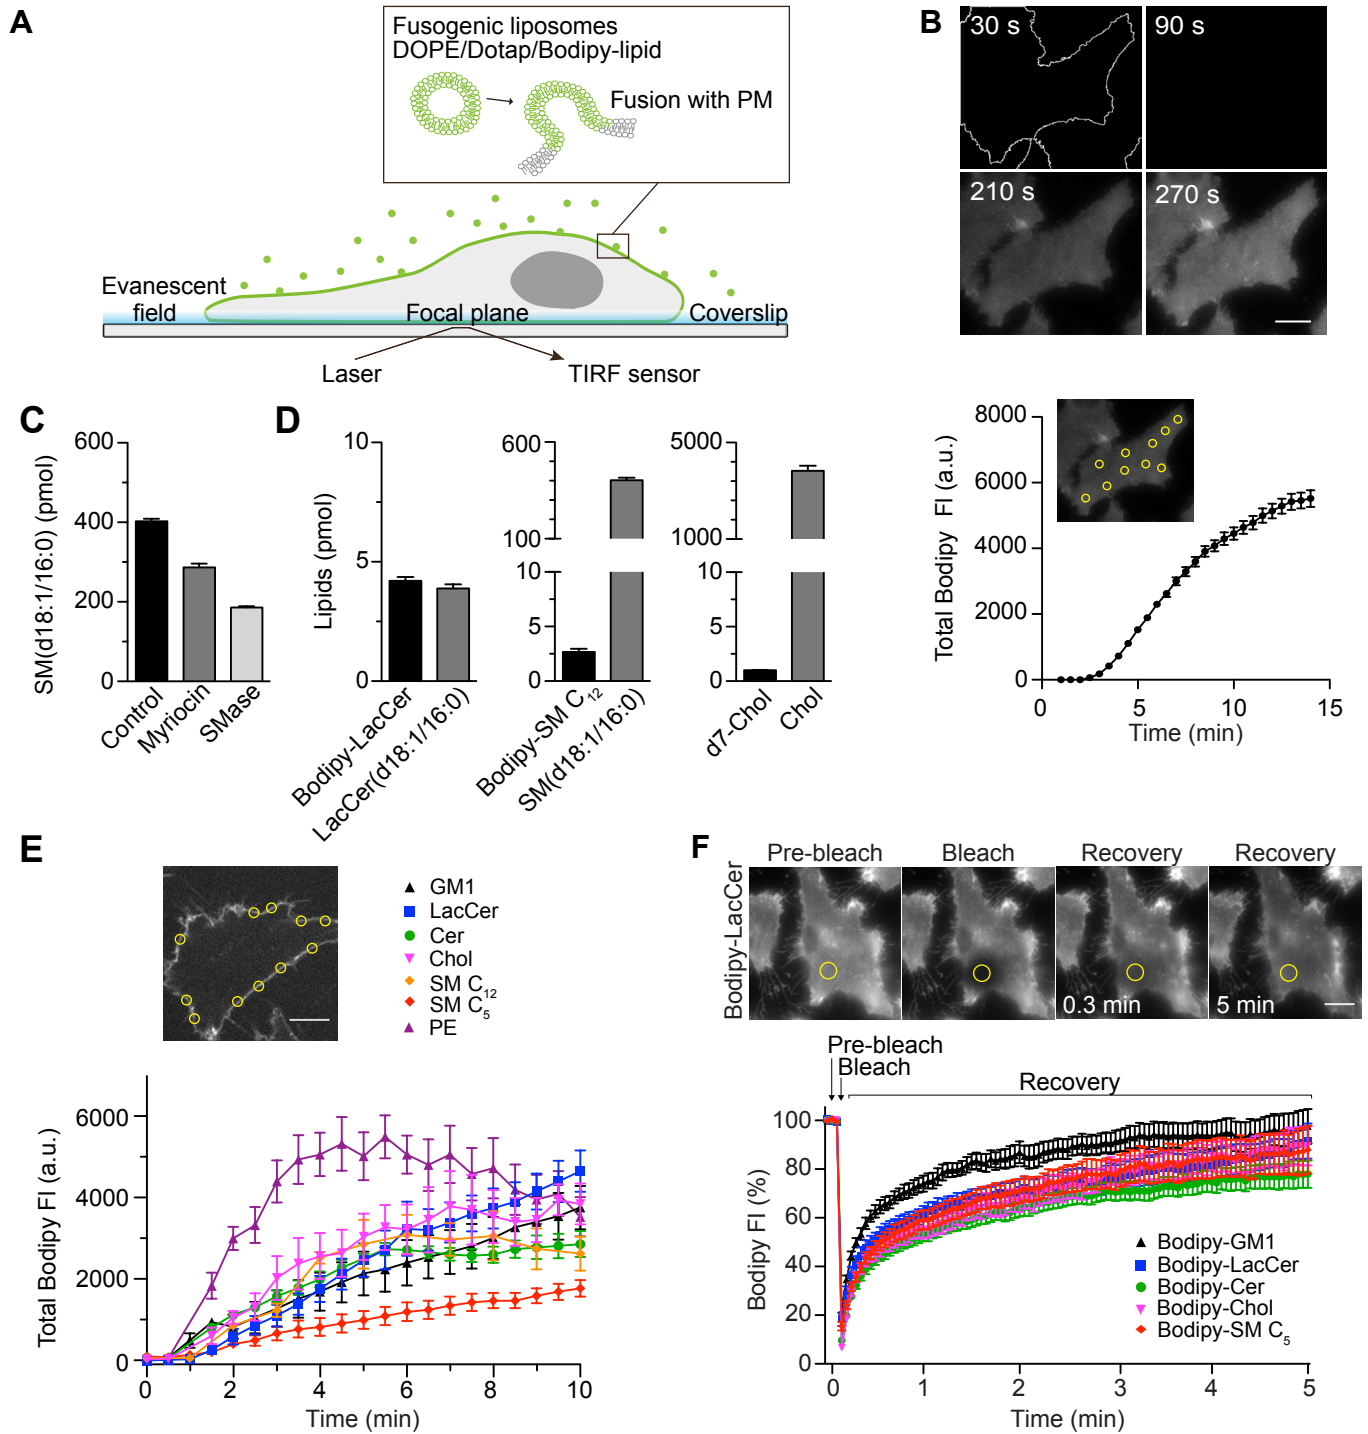 A
Fusogenic liposomes
DOPE/Dotap/Bodipy-lipid
Fusion with PM
Evanescent
field
Focal plane
Coverslip
Laser
TIRF sensor
B
30 s
90 s
210 s
270 s
8000
6000
4000
2000
0
Total Bodipy FI (a.u.)
0
5
10
15
Time (min)
C
600
400
200
0
SM(d18:1/16:0) (pmol)
Control
Myriocin
SMase
D
10
5
0
Lipids (pmol)
Bodipy-LacCer
LacCer(d18:1/16:0)
600
100
10
5
0
Bodipy-SM C12
SM(d18:1/16:0)
5000
1000
10
5
0
d7-Chol
Chol
E
GM1
LacCer
Cer
Chol
SM C12
SM C5
PE
6000
4000
2000
0
Total Bodipy FI (a.u.)
0
2
4
6
8
10
Time (min)
F
Pre-bleach
Bleach
Recovery
Recovery
Bodipy-LacCer
0.3 min
5 min
Pre-bleach
Bleach
Recovery
100
80
60
40
20
0
Bodipy FI (%)
Bodipy-GM1
Bodipy-LacCer
Bodipy-Cer
Bodipy-Chol
Bodipy-SM C5
0
1
2
3
4
5
Time (min)